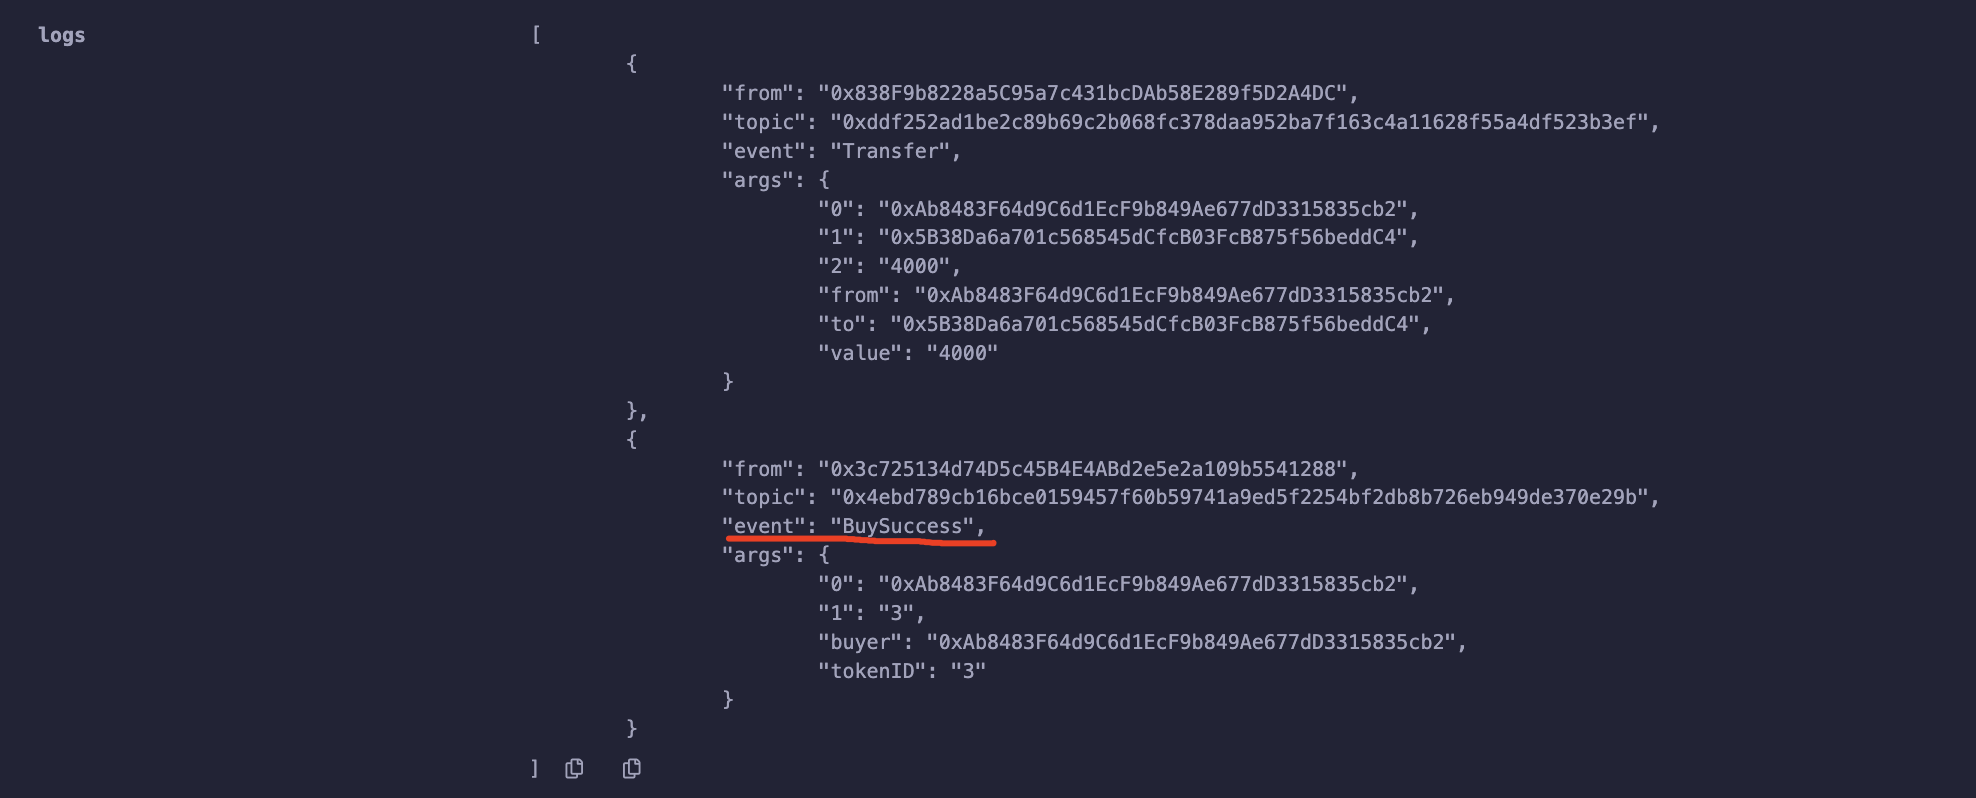 logs
[
{
"from": "0x838F9b8228a5C95a7c431bcDAb58E289f5D2A4DC",
"topic": "0xddf252ad1be2c89b69c2b068fc378daa952ba7f163c4a11628f55a4df523b3ef",
"event": "Transfer",
"args": {
"0": "0xAb8483F64d9C6d1EcF9b849Ae677dD3315835cb2",
"1": "0x5B38Da6a701c568545dCfcB03FcB875f56beddC4",
"2": "4000",
"from": "0xAb8483F64d9C6d1EcF9b849Ae677dD3315835cb2",
"to": "0x5B38Da6a701c568545dCfcB03FcB875f56beddC4",
"value": "4000"
}
},
{
"from": "0x3c725134d74D5c45B4E4ABd2e5e2a109b5541288",
"topic": "0x4ebd789cb16bce0159457f60b59741a9ed5f2254bf2db8b726eb949de370e29b",
"event": "BuySuccess",
"args": {
"0": "0xAb8483F64d9C6d1EcF9b849Ae677dD3315835cb2",
"1": "3",
"buyer": "0xAb8483F64d9C6d1EcF9b849Ae677dD3315835cb2",
"tokenID": "3"
}
}
]